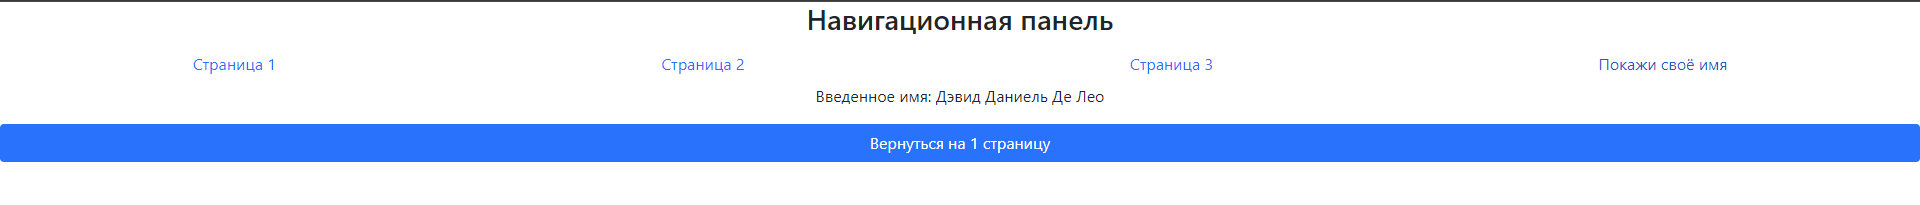 Навигационная панель
Страница 1 Страница 2 Страница 3 Покажи своё имя
Введенное имя: Дэвид Даниель Де Лео
Вернуться на 1 страницу